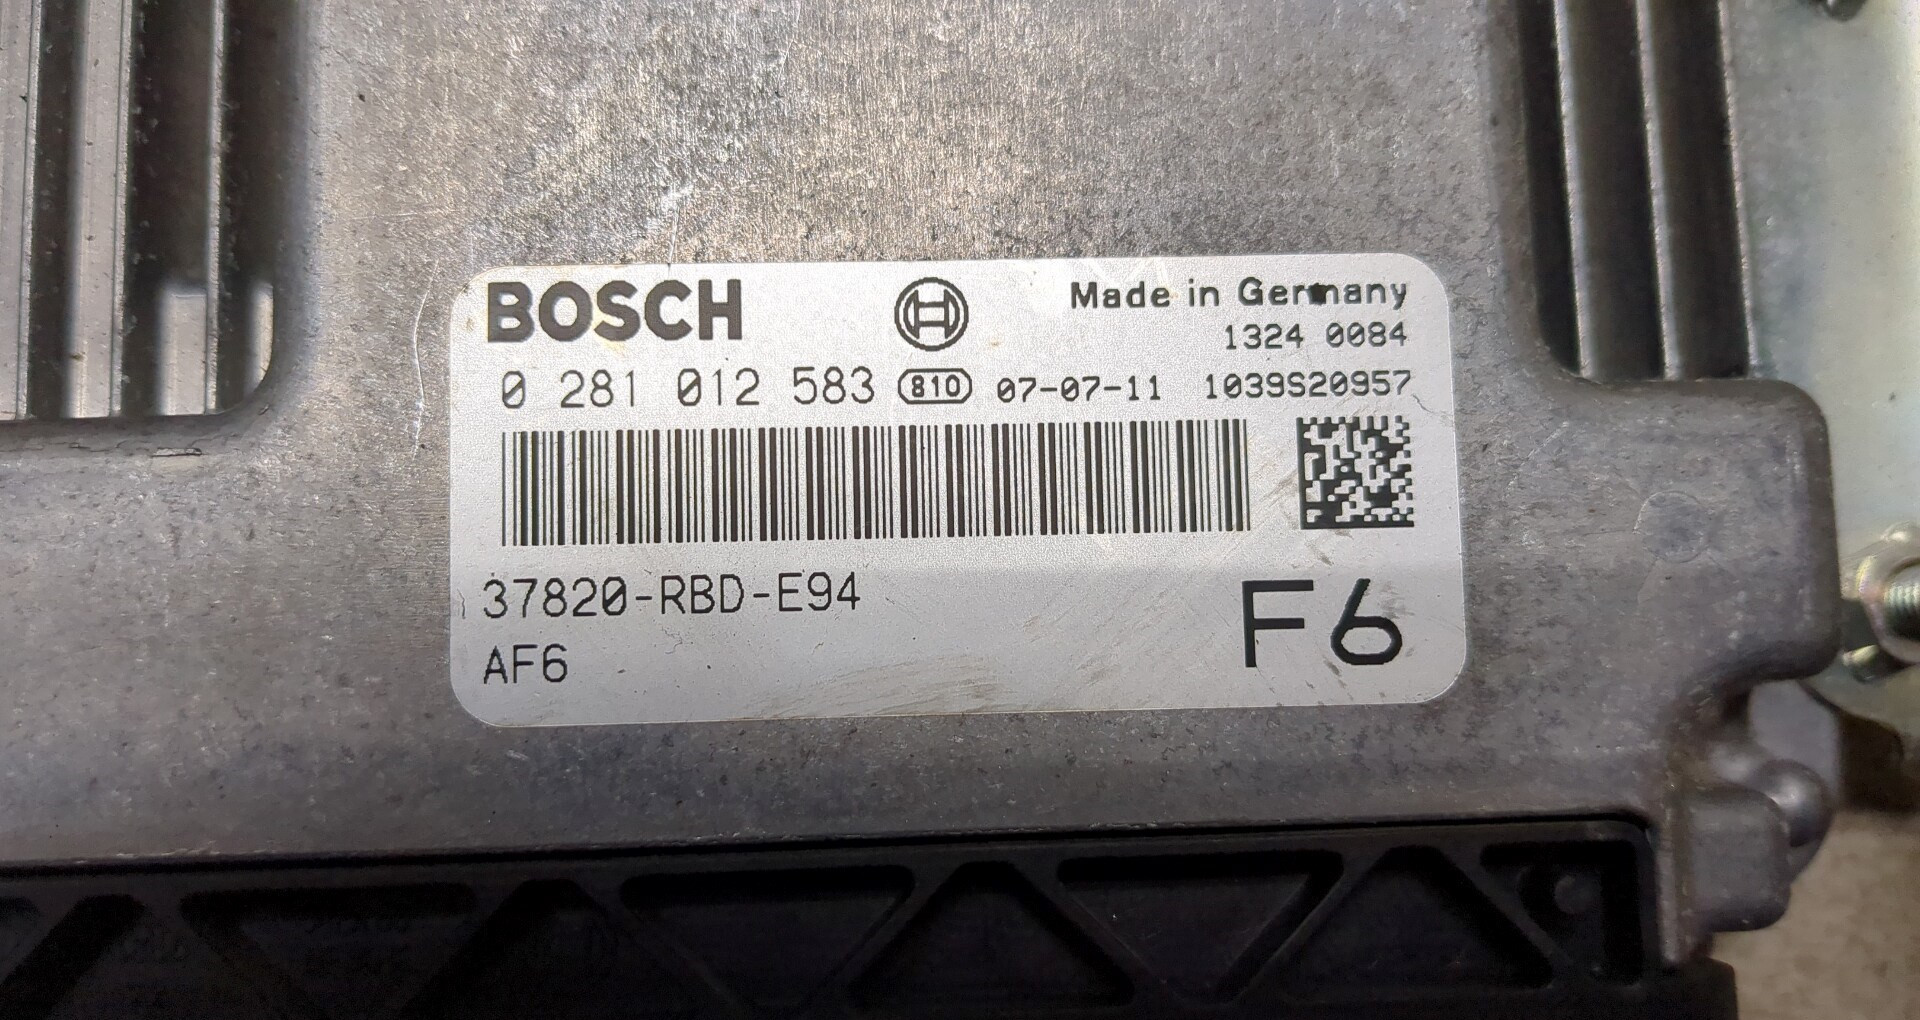 BOSCH
Made in Germany
1324 0084
0 281 012 583 810 07-07-11 1039S20957
37820-RBD-E94
AF6
F6